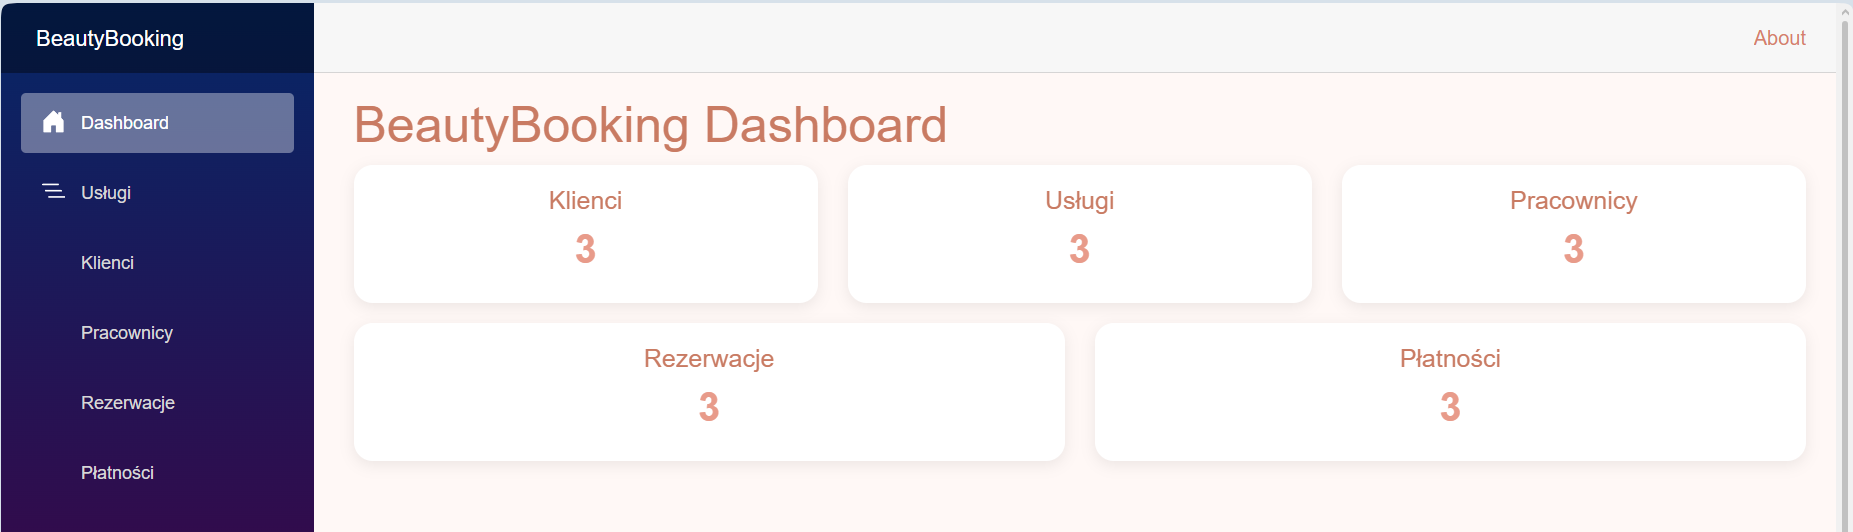 BeautyBooking
About
Dashboard
Usługi
Klienci
Pracownicy
Rezerwacje
Płatności
BeautyBooking Dashboard
Klienci
3
Usługi
3
Pracownicy
3
Rezerwacje
3
Płatności
3